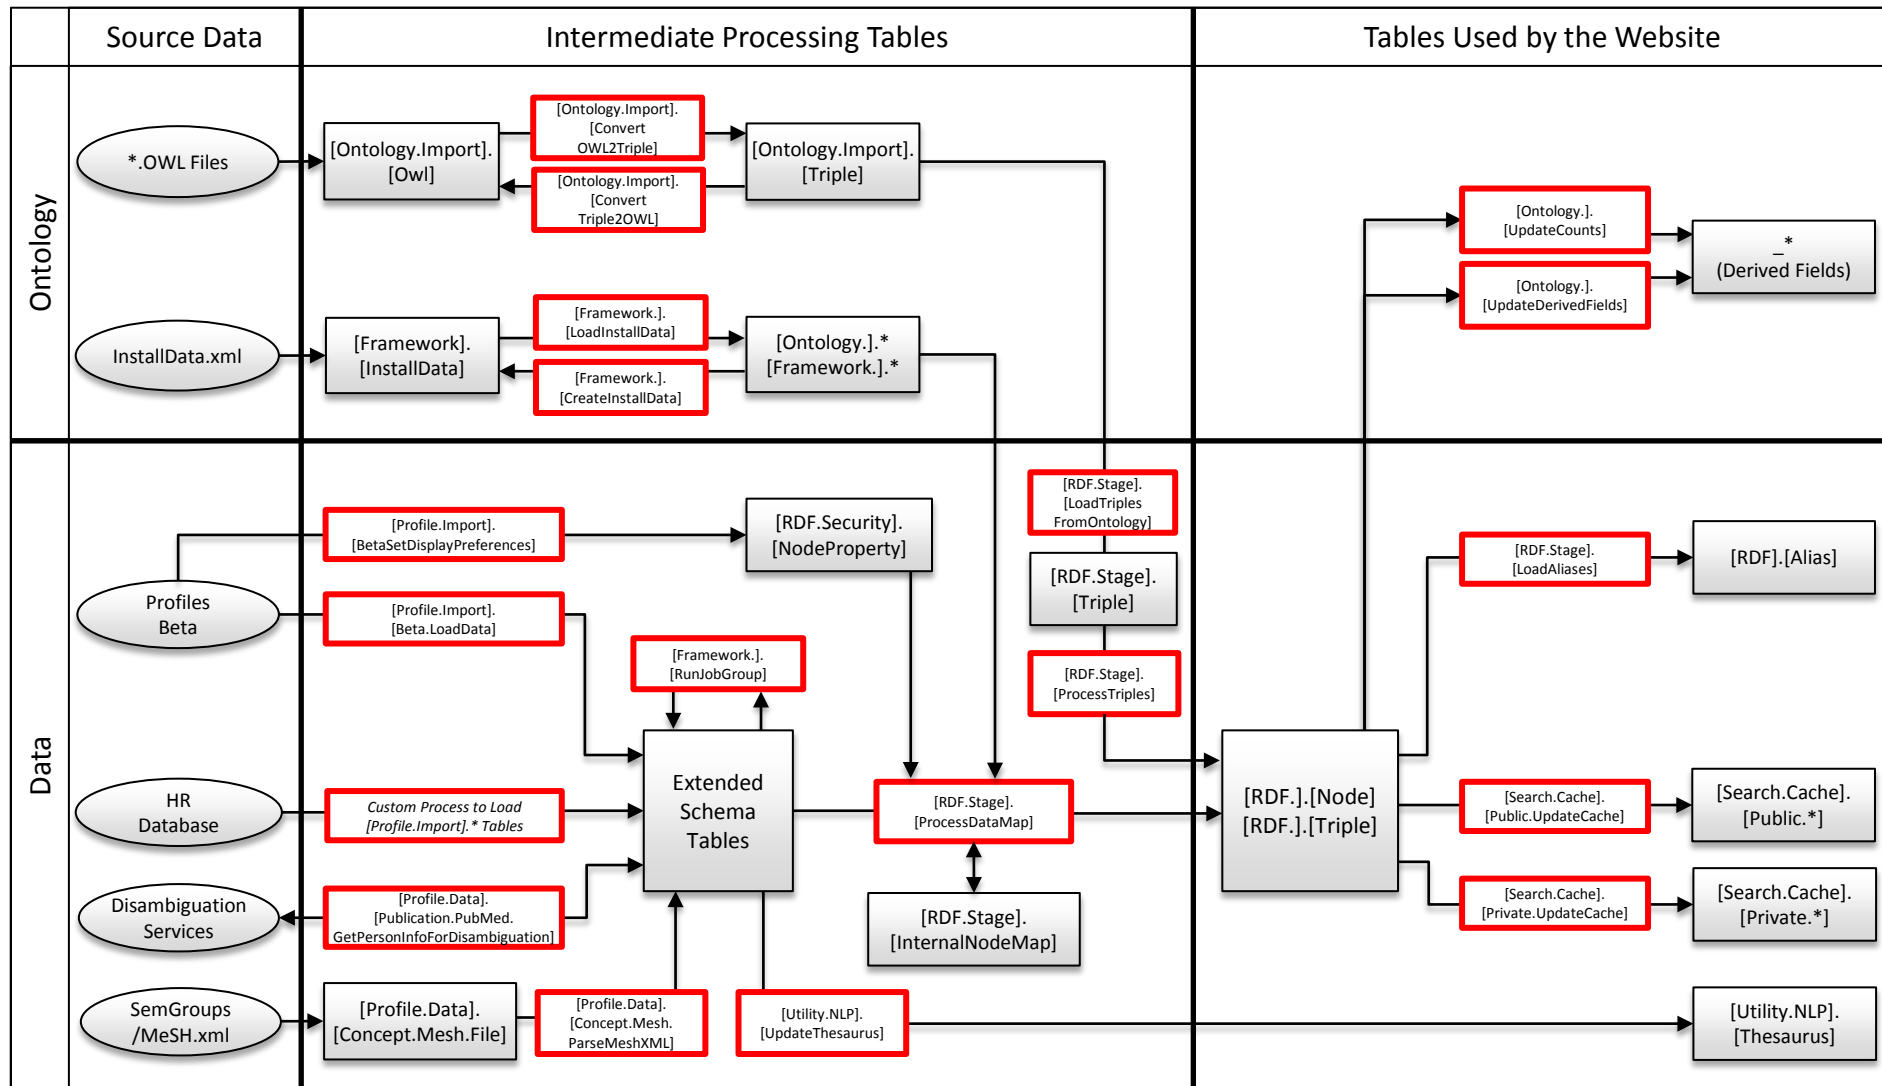 Source Data
Intermediate Processing Tables
Tables Used by the Website
Ontology
*.OWL Files
[Ontology.Import].
[Owl]
[Ontology.Import].
[Convert
OWL2Triple]
[Ontology.Import].
[Convert
Triple2OWL]
[Ontology.Import].
[Triple]
[Ontology.].
[UpdateCounts]
[Ontology.].
[UpdateDerivedFields]
_*
(Derived Fields)
InstallData.xml
[Framework].
[InstallData]
[Framework.].
[LoadInstallData]
[Framework.].
[CreateInstallData]
[Ontology.].*
[Framework.].*
Data
Profiles
Beta
[Profile.Import].
[BetaSetDisplayPreferences]
[Profile.Import].
[Beta.LoadData]
[RDF.Security].
[NodeProperty]
[RDF.Stage].
[LoadTriples
FromOntology]
[RDF.Stage].
[Triple]
[RDF.Stage].
[ProcessTriples]
[RDF.Stage].
[LoadAliases]
[RDF].[Alias]
[Framework.].
[RunJobGroup]
HR
Database
Custom Process to Load
[Profile.Import].* Tables
Extended
Schema
Tables
[RDF.Stage].
[ProcessDataMap]
[RDF.].[Node]
[RDF.].[Triple]
[Search.Cache].
[Public.UpdateCache]
[Search.Cache].
[Public.*]
Disambiguation
Services
[Profile.Data].
[Publication.PubMed.
GetPersonInfoForDisambiguation]
[RDF.Stage].
[InternalNodeMap]
[Search.Cache].
[Private.UpdateCache]
[Search.Cache].
[Private.*]
SemGroups
/MeSH.xml
[Profile.Data].
[Concept.Mesh.File]
[Profile.Data].
[Concept.Mesh.
ParseMeshXML]
[Utility.NLP].
[UpdateThesaurus]
[Utility.NLP].
[Thesaurus]